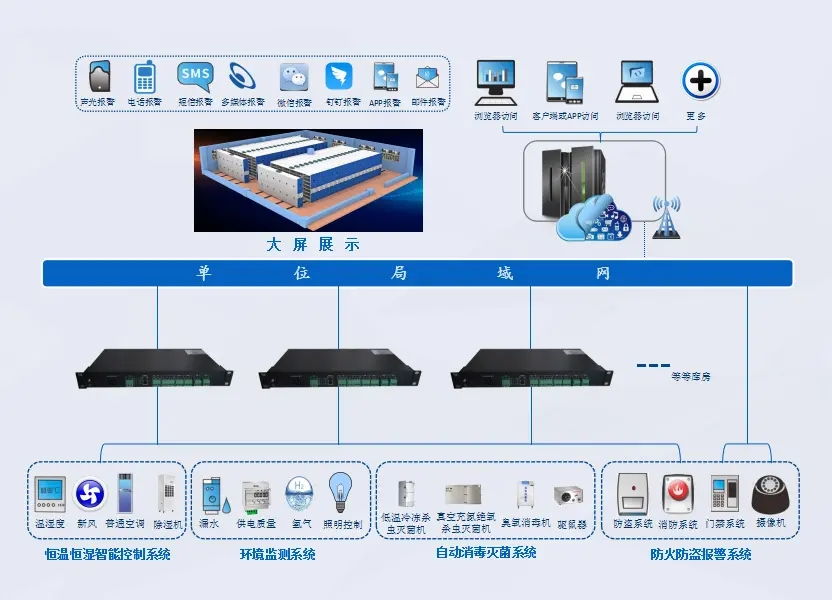 声光报警 电话报警 短信报警 多媒体报警 微信报警 钉钉报警 APP报警 邮件报警
SMS
浏览器访问 客户端或APP访问 浏览器访问 更多
大屏展示
单位局域网
等等库房
H₂
温湿度 新风 普通空调 除湿机
漏水 供电质量 氢气 照明控制
低温冷冻杀
虫灭菌机
真空充氮绝氧
杀虫灭菌机
臭氧消毒机 驱鼠器
防盗系统 消防系统 门禁系统 摄像机
恒温恒湿智能控制系统
环境监测系统
自动消毒灭菌系统
防火防盗报警系统